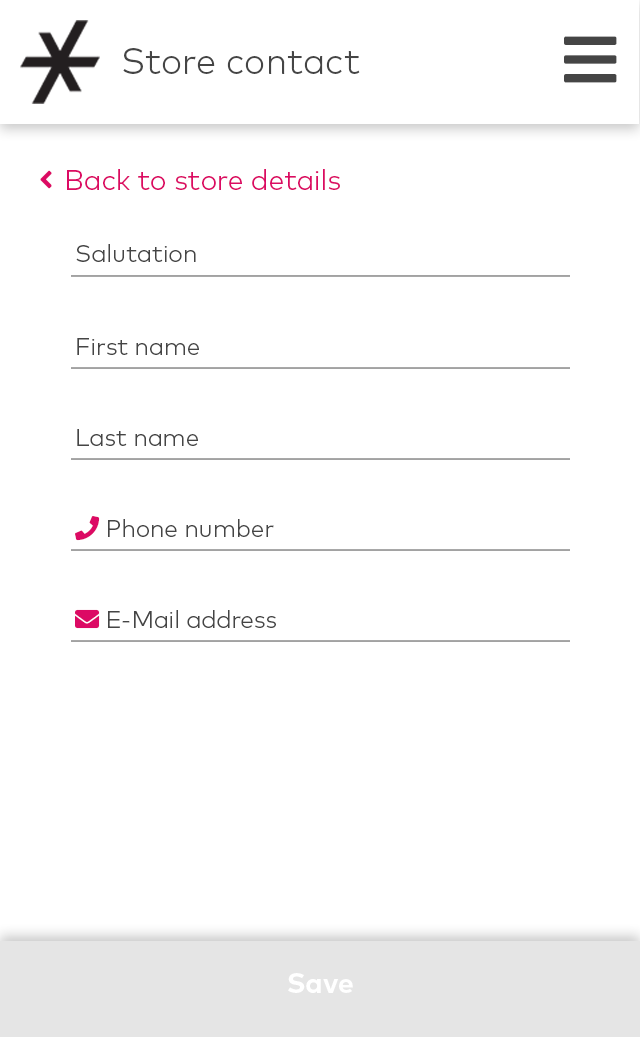 Store contact
Back to store details
Salutation
First name
Last name
Phone number
E-Mail address
Save